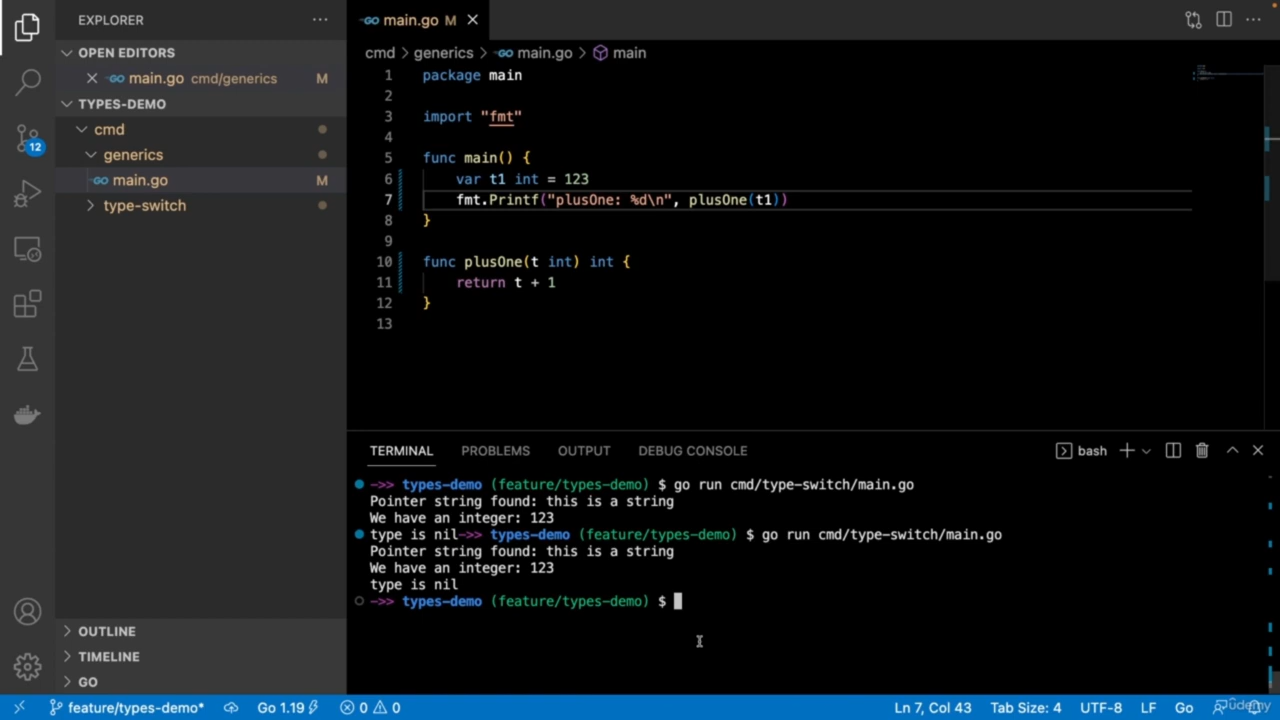 EXPLORER
OPEN EDITORS
main.go cmd/generics M
TYPES-DEMO
cmd
generics
main.go M
type-switch
OUTLINE
TIMELINE
GO
main.go M
cmd > generics > main.go > main
1 package main
2
3 import "fmt"
4
5 func main() {
6 var t1 int = 123
7 fmt.Printf("plusOne: %d\n", plusOne(t1))
8 }
9
10 func plusOne(t int) int {
11 return t + 1
12 }
13
TERMINAL PROBLEMS OUTPUT DEBUG CONSOLE bash
->> types-demo (feature/types-demo) $ go run cmd/type-switch/main.go
Pointer string found: this is a string
We have an integer: 123
type is nil->> types-demo (feature/types-demo) $ go run cmd/type-switch/main.go
Pointer string found: this is a string
We have an integer: 123
type is nil
->> types-demo (feature/types-demo) $
12
feature/types-demo* Go 1.19 0 0 Ln 7, Col 43 Tab Size: 4 UTF-8 LF Go
Udemy